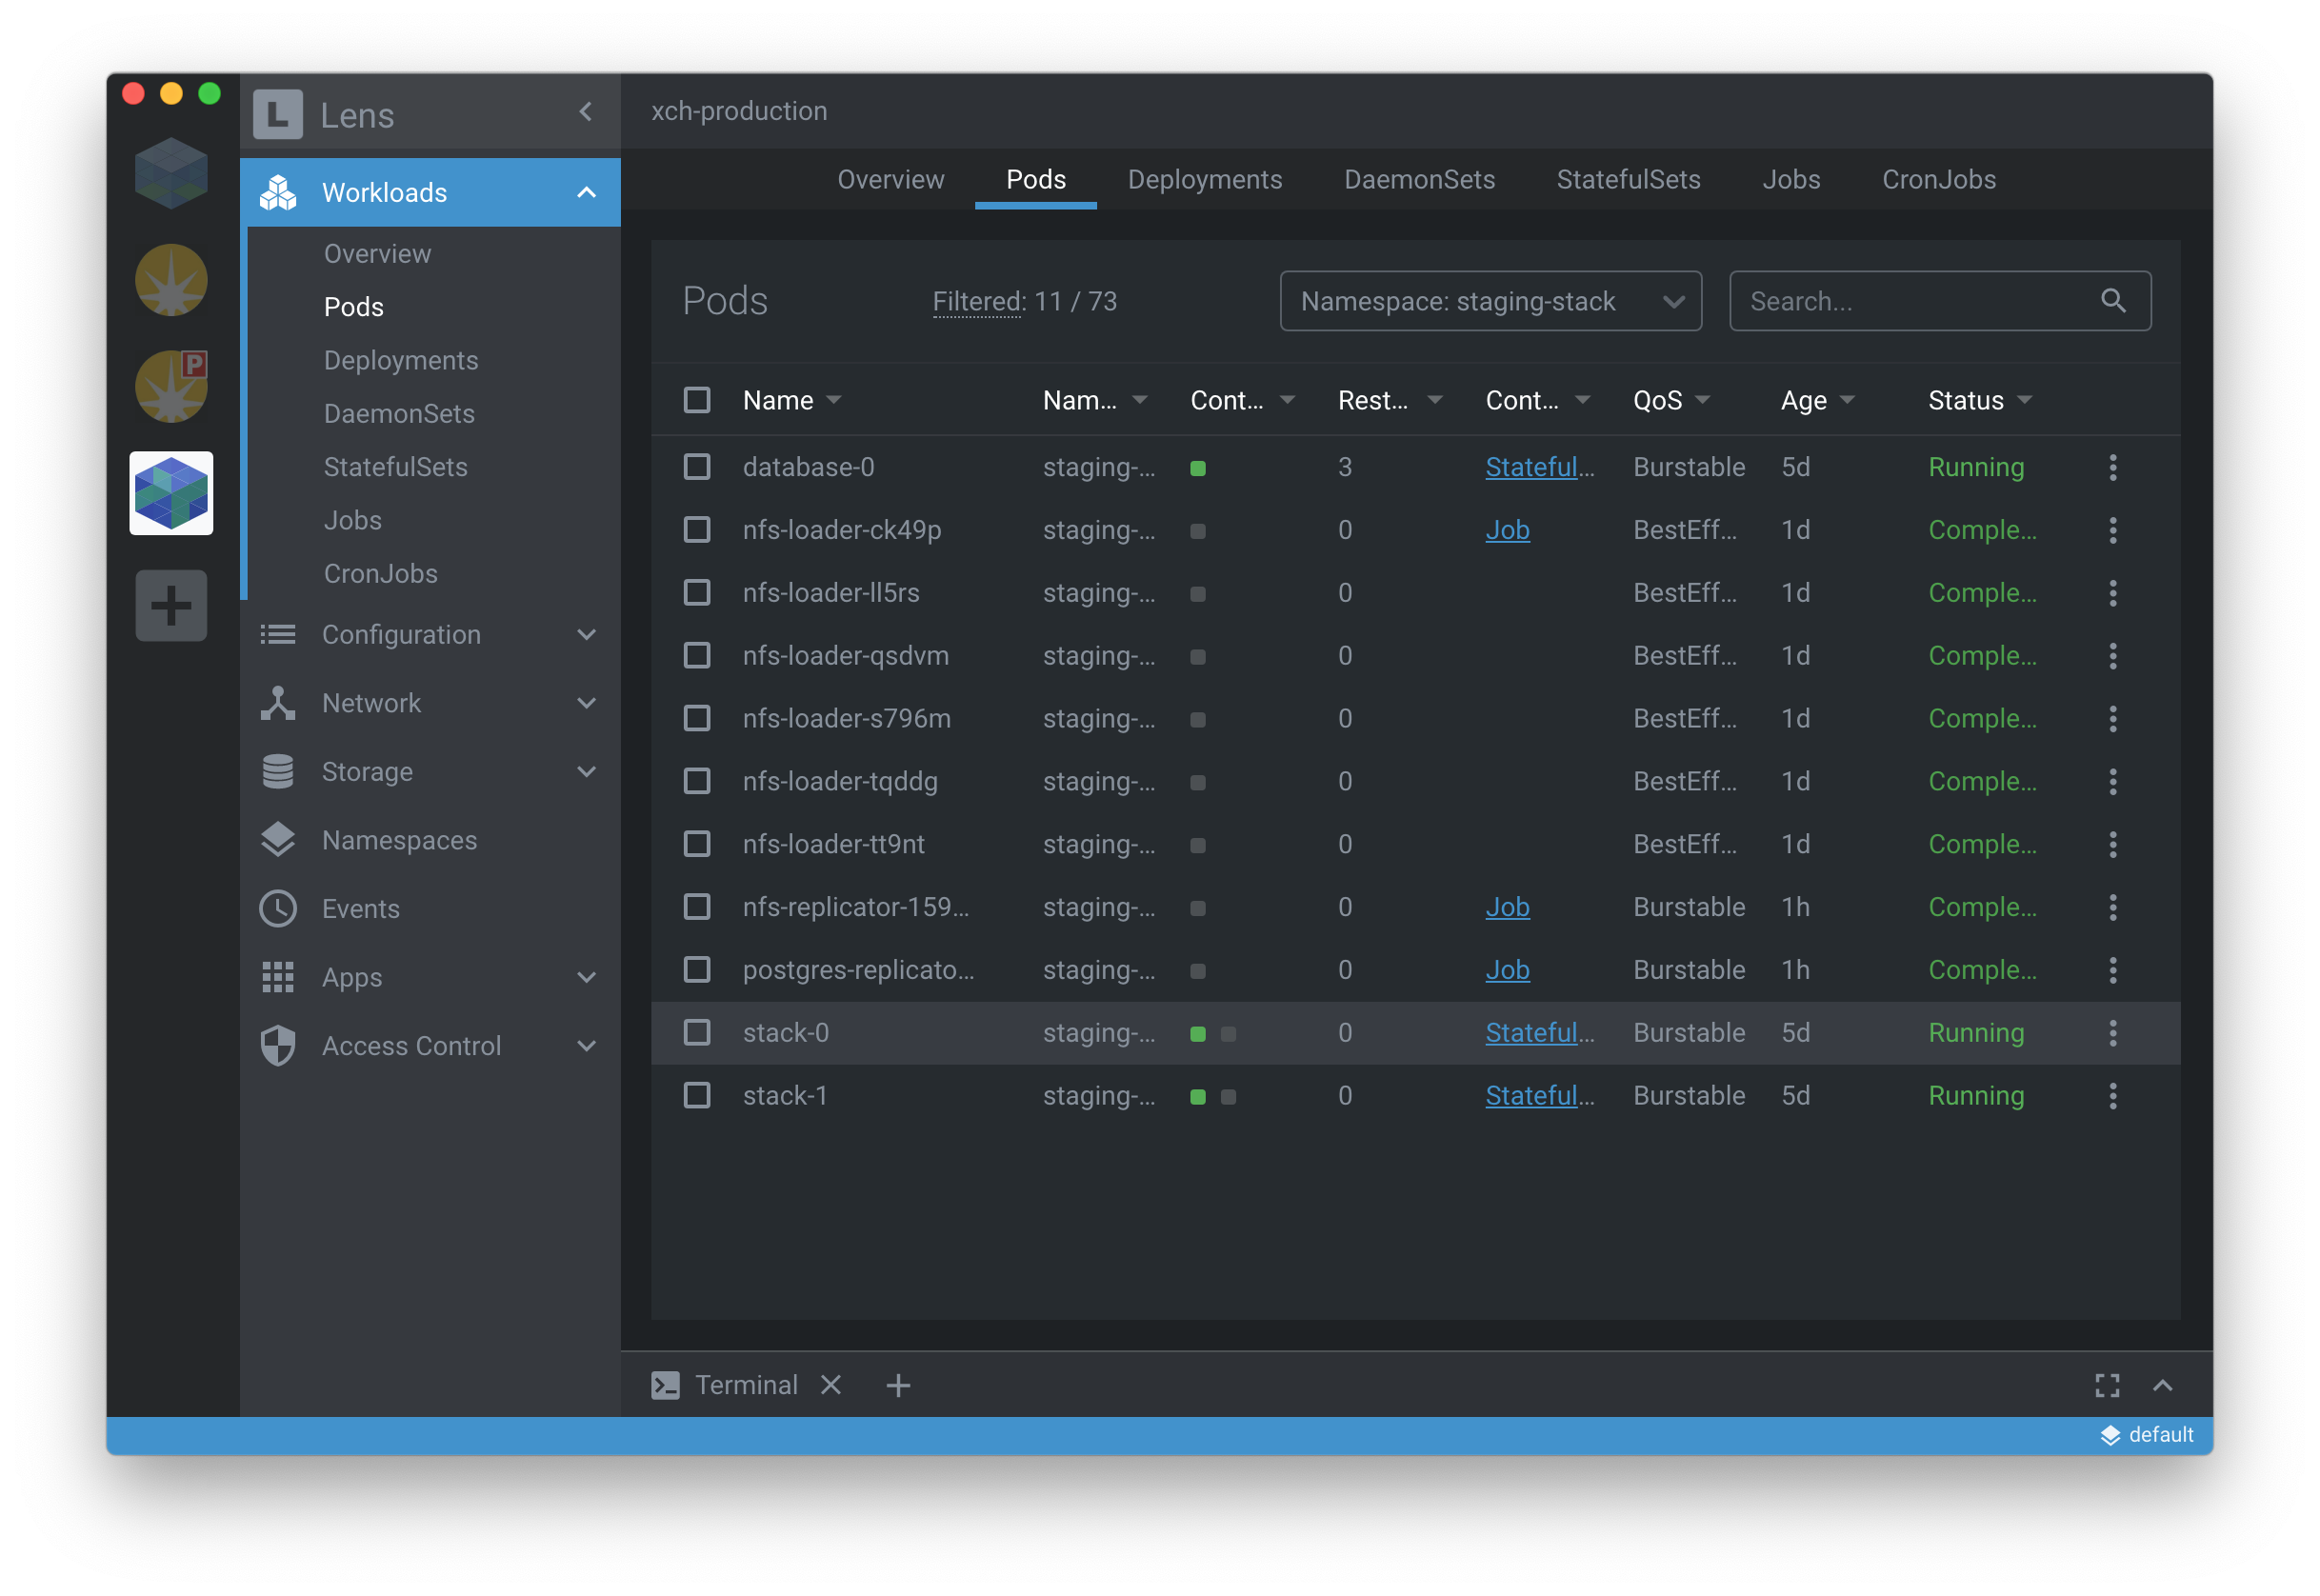 L Lens
xch-production
Workloads
Overview
Pods
Deployments
DaemonSets
StatefulSets
Jobs
CronJobs
Configuration
Network
Storage
Namespaces
Events
Apps
Access Control
P
Overview Pods Deployments DaemonSets StatefulSets Jobs CronJobs
Pods Filtered: 11 / 73 Namespace: staging-stack Search...
Name Nam... Cont... Rest... Cont... QoS Age Status
database-0 staging-... 3 Stateful... Burstable 5d Running
nfs-loader-ck49p staging-... 0 Job BestEff... 1d Comple...
nfs-loader-ll5rs staging-... 0 BestEff... 1d Comple...
nfs-loader-qsdvm staging-... 0 BestEff... 1d Comple...
nfs-loader-s796m staging-... 0 BestEff... 1d Comple...
nfs-loader-tqddg staging-... 0 BestEff... 1d Comple...
nfs-loader-tt9nt staging-... 0 BestEff... 1d Comple...
nfs-replicator-159... staging-... 0 Job Burstable 1h Comple...
postgres-replicato... staging-... 0 Job Burstable 1h Comple...
stack-0 staging-... 0 Stateful... Burstable 5d Running
stack-1 staging-... 0 Stateful... Burstable 5d Running
Terminal
default